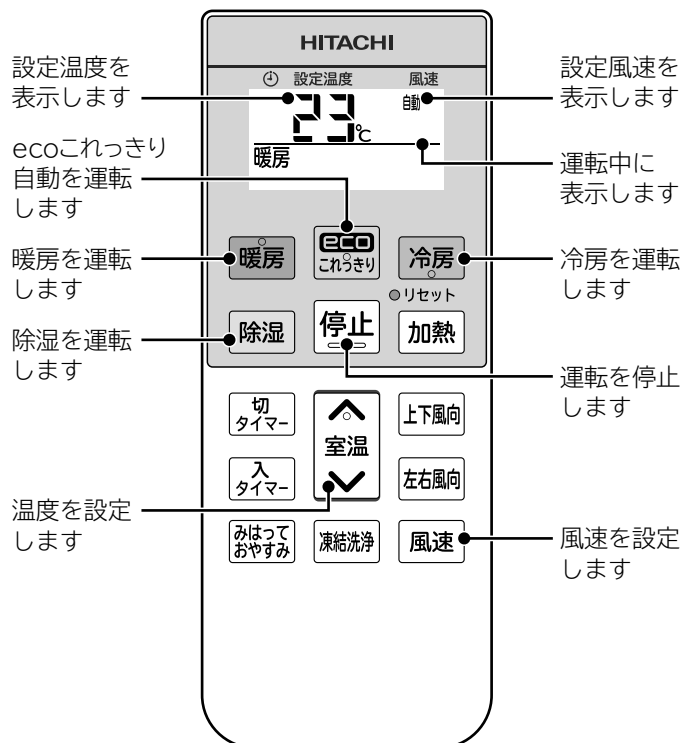 HITACHI
設定温度
風速
23℃
自動
暖房
設定温度を
表示します
ecoこれっきり
自動を運転
します
暖房を運転
します
除湿を運転
します
温度を設定
します
設定風速を
表示します
運転中に
表示します
冷房を運転
します
運転を停止
します
風速を設定
します
暖房
eco
これっきり
冷房
リセット
除湿
停止
加熱
切
タイマー
室温
上下風向
入
タイマー
左右風向
みはって
おやすみ
凍結洗浄
風速